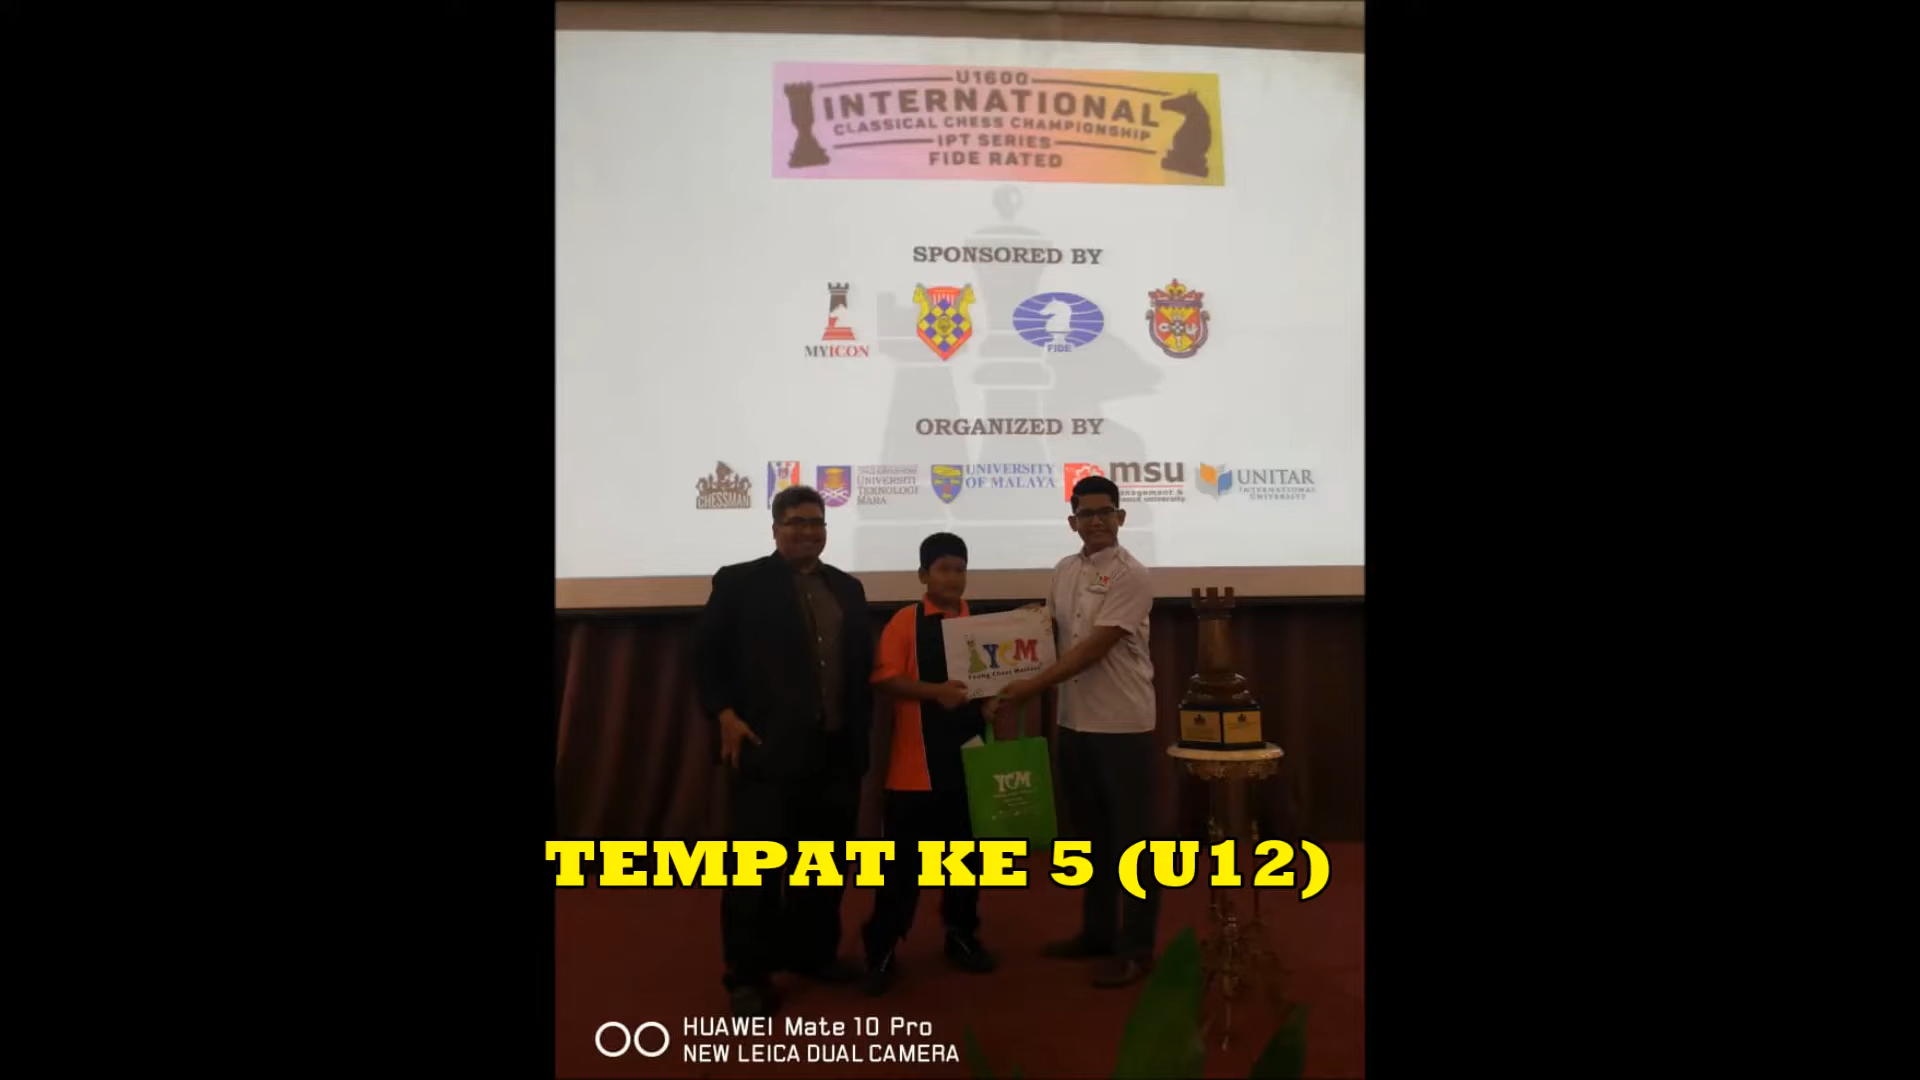 U1600
INTERNATIONAL
CLASSICAL CHESS CHAMPIONSHIP
IPT SERIES
FIDE RATED
SPONSORED BY
MYICON
FIDE
ORGANIZED BY
CHESSMAN
UNIVERSITI
TEKNOLOGI
MARA
UNIVERSITY
OF MALAYA
msu
UNITAR
INTERNATIONAL
UNIVERSITY
YCM
Young Chess Masters
YCM
TEMPAT KE 5 (U12)
HUAWEI Mate 10 Pro
NEW LEICA DUAL CAMERA